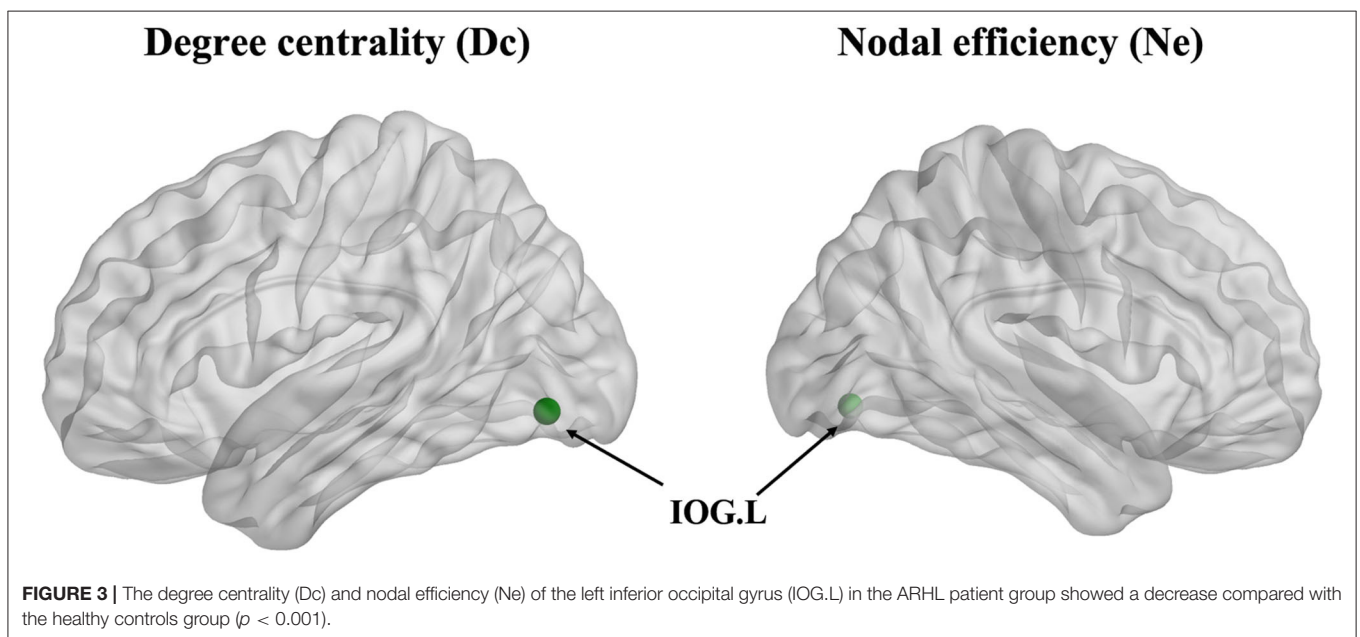 Degree centrality (Dc)
Nodal efficiency (Ne)
IOG.L
FIGURE 3 | The degree centrality (Dc) and nodal efficiency (Ne) of the left inferior occipital gyrus (IOG.L) in the ARHL patient group showed a decrease compared with
the healthy controls group (p < 0.001).